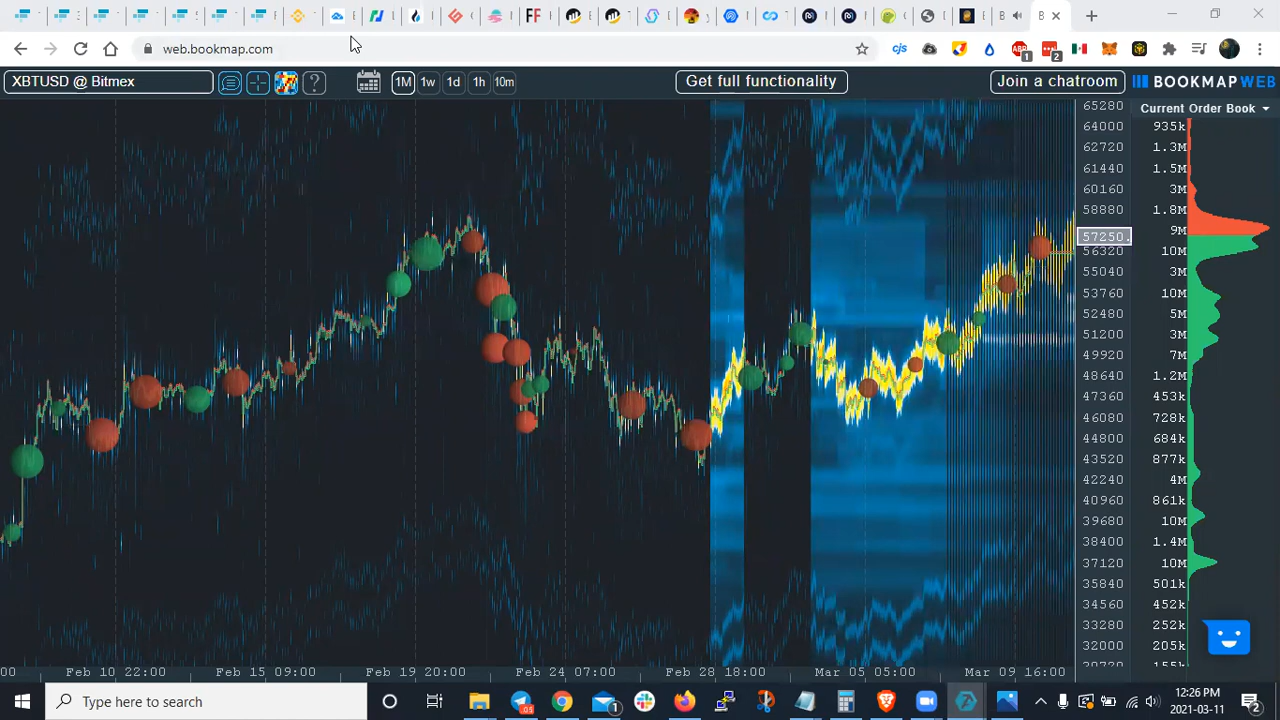 web.bookmap.com
XBTUSD @ Bitmex
?
1M 1w 1d 1h 10m
Get full functionality
Join a chatroom
BOOKMAP WEB
Current Order Book
65280
64000 935k
62720 1.3M
61440 1.5M
60160 3M
58880 1.8M
57250. 9M
56320 10M
55040 3M
53760 10M
52480 5M
51200 3M
49920 7M
48640 1.2M
47360 453k
46080 728k
44800 684k
43520 877k
42240 4M
40960 861k
39680 10M
38400 1.4M
37120 10M
35840 501k
34560 452k
33280 252k
32000 205k
30720 155k
:00 Feb 10 22:00 Feb 15 09:00 Feb 19 20:00 Feb 24 07:00 Feb 28 18:00 Mar 05 05:00 Mar 09 16:00
Type here to search
12:26 PM
2021-03-11